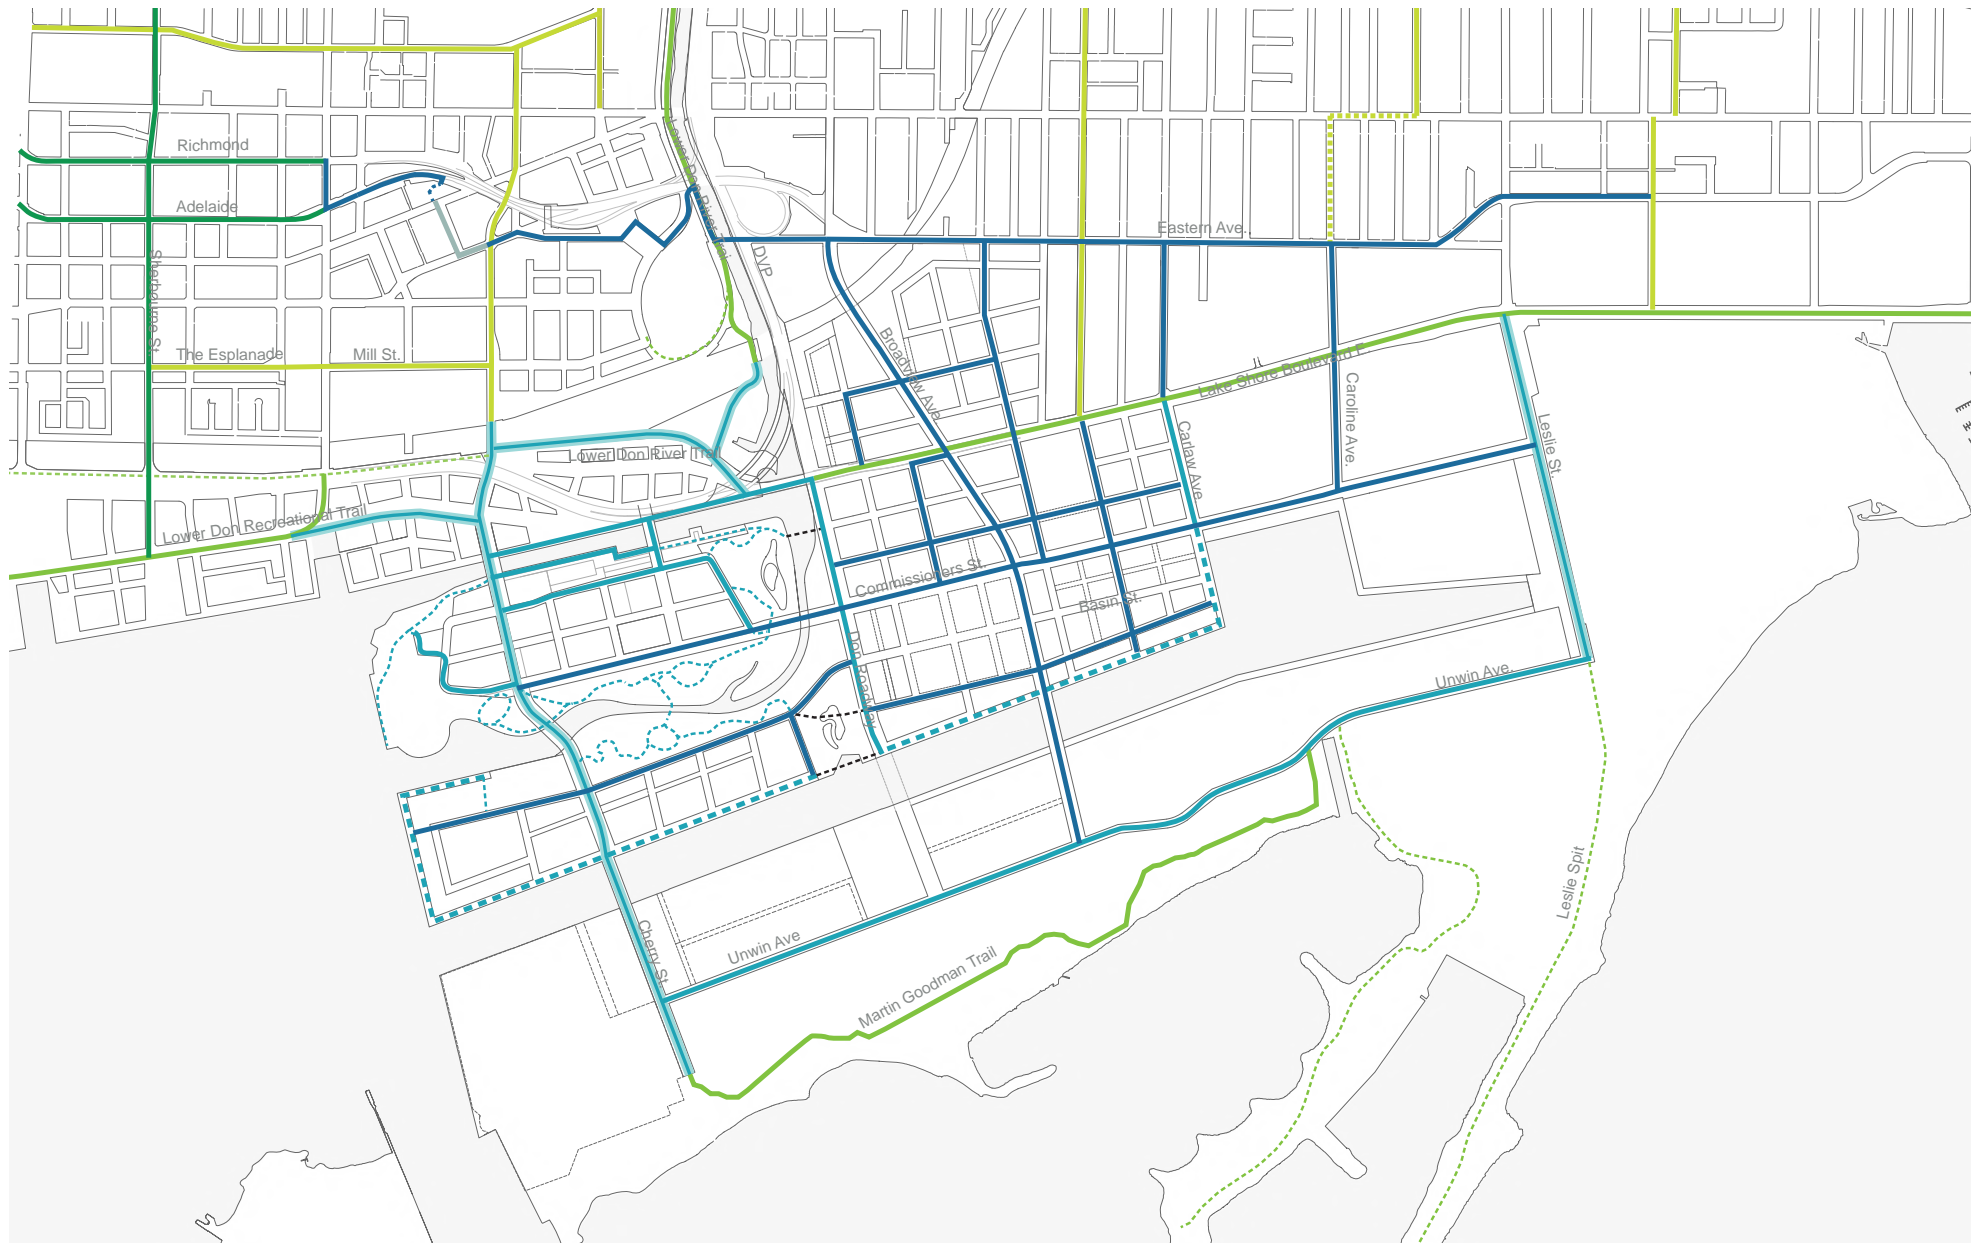 Richmond
Lower Don River Trail
Adelaide
Eastern Ave.
DVP
Sherbourne St.
The Esplanade
Mill St.
Broadview Ave.
Lake Shore Boulevard E
Caroline Ave.
Carlaw Ave.
Leslie St.
Lower Don River Trail
Lower Don Recreational Trail
Commissioners St.
Basin St.
Don Roadway
Unwin Ave.
Leslie Spit
Cherry St.
Unwin Ave
Martin Goodman Trail